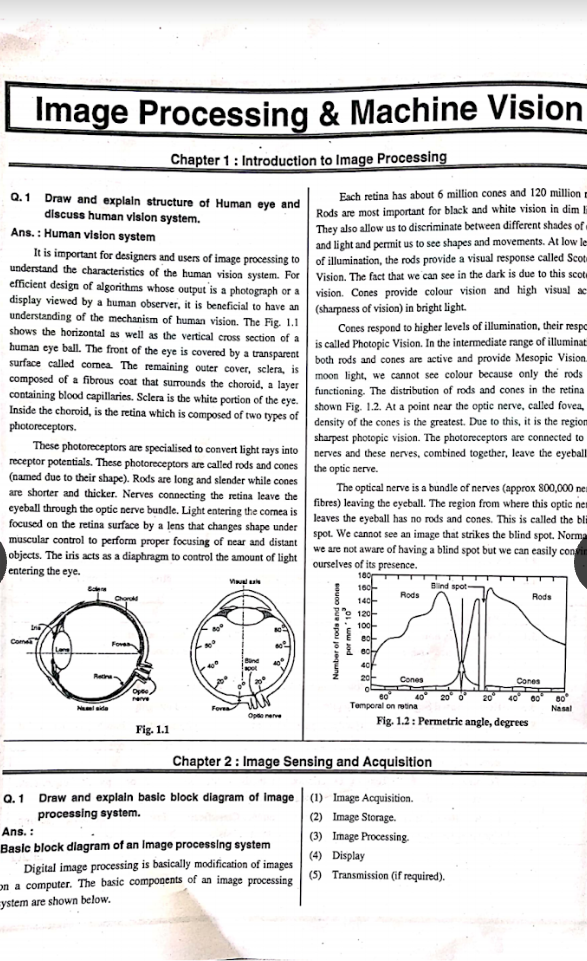 Image Processing & Machine Vision
Chapter 1 : Introduction to Image Processing
Q. 1 Draw and explain structure of Human eye and
discuss human vision system.
Ans. : Human vision system
It is important for designers and users of image processing to
understand the characteristics of the human vision system. For
efficient design of algorithms whose output is a photograph or a
display viewed by a human observer, it is beneficial to have an
understanding of the mechanism of human vision. The Fig. 1.1
shows the horizontal as well as the vertical cross section of a
human eye ball. The front of the eye is covered by a transparent
surface called cornea. The remaining outer cover, sclera, is
composed of a fibrous coat that surrounds the choroid, a layer
containing blood capillaries. Sclera is the white portion of the eye.
Inside the choroid, is the retina which is composed of two types of
photoreceptors.
These photoreceptors are specialised to convert light rays into
receptor potentials. These photoreceptors are called rods and cones
(named due to their shape). Rods are long and slender while cones
are shorter and thicker. Nerves connecting the retina leave the
eyeball through the optic nerve bundle. Light entering the cornea is
focused on the retina surface by a lens that changes shape under
muscular control to perform proper focusing of near and distant
objects. The iris acts as a diaphragm to control the amount of light
entering the eye.
Sclera
Choroid
Iris
Cornea
Lens
Fovea
Retina
Optic
nerve
Nasal side
Visual axis
80° 80°
60° 60°
40° Blind 40°
spot
20° 0° 20°
Fovea
Optic nerve
Fig. 1.1
Each retina has about 6 million cones and 120 million
Rods are most important for black and white vision in dim
They also allow us to discriminate between different shades of
and light and permit us to see shapes and movements. At low le
of illumination, the rods provide a visual response called Scot
Vision. The fact that we can see in the dark is due to this scot
vision. Cones provide colour vision and high visual ac
(sharpness of vision) in bright light.
Cones respond to higher levels of illumination, their respo
is called Photopic Vision. In the intermediate range of illuminat
both rods and cones are active and provide Mesopic Vision.
moon light, we cannot see colour because only the rods
functioning. The distribution of rods and cones in the retina
shown Fig. 1.2. At a point near the optic nerve, called fovea,
density of the cones is the greatest. Due to this, it is the region
sharpest photopic vision. The photoreceptors are connected to
nerves and these nerves, combined together, leave the eyeball
the optic nerve.
The optical nerve is a bundle of nerves (approx 800,000 ne
fibres) leaving the eyeball. The region from where this optic ner
leaves the eyeball has no rods and cones. This is called the bli
spot. We cannot see an image that strikes the blind spot. Norma
we are not aware of having a blind spot but we can easily
ourselves of its presence.
Number of rods and cones
per mm · 10³
180
160
140
120
100
80
60
40
20
0
Blind spot
Rods
Rods
Cones
Cones
60° 40° 20° 0° 20° 40° 60° 80°
Temporal on retina Nasal
Fig. 1.2 : Permetric angle, degrees
Chapter 2 : Image Sensing and Acquisition
Q. 1 Draw and explain basic block diagram of Image
processing system.
Ans. :
Basic block diagram of an Image processing system
Digital image processing is basically modification of images
on a computer. The basic components of an image processing
ystem are shown below.
(1) Image Acquisition.
(2) Image Storage.
(3) Image Processing.
(4) Display
(5) Transmission (if required).